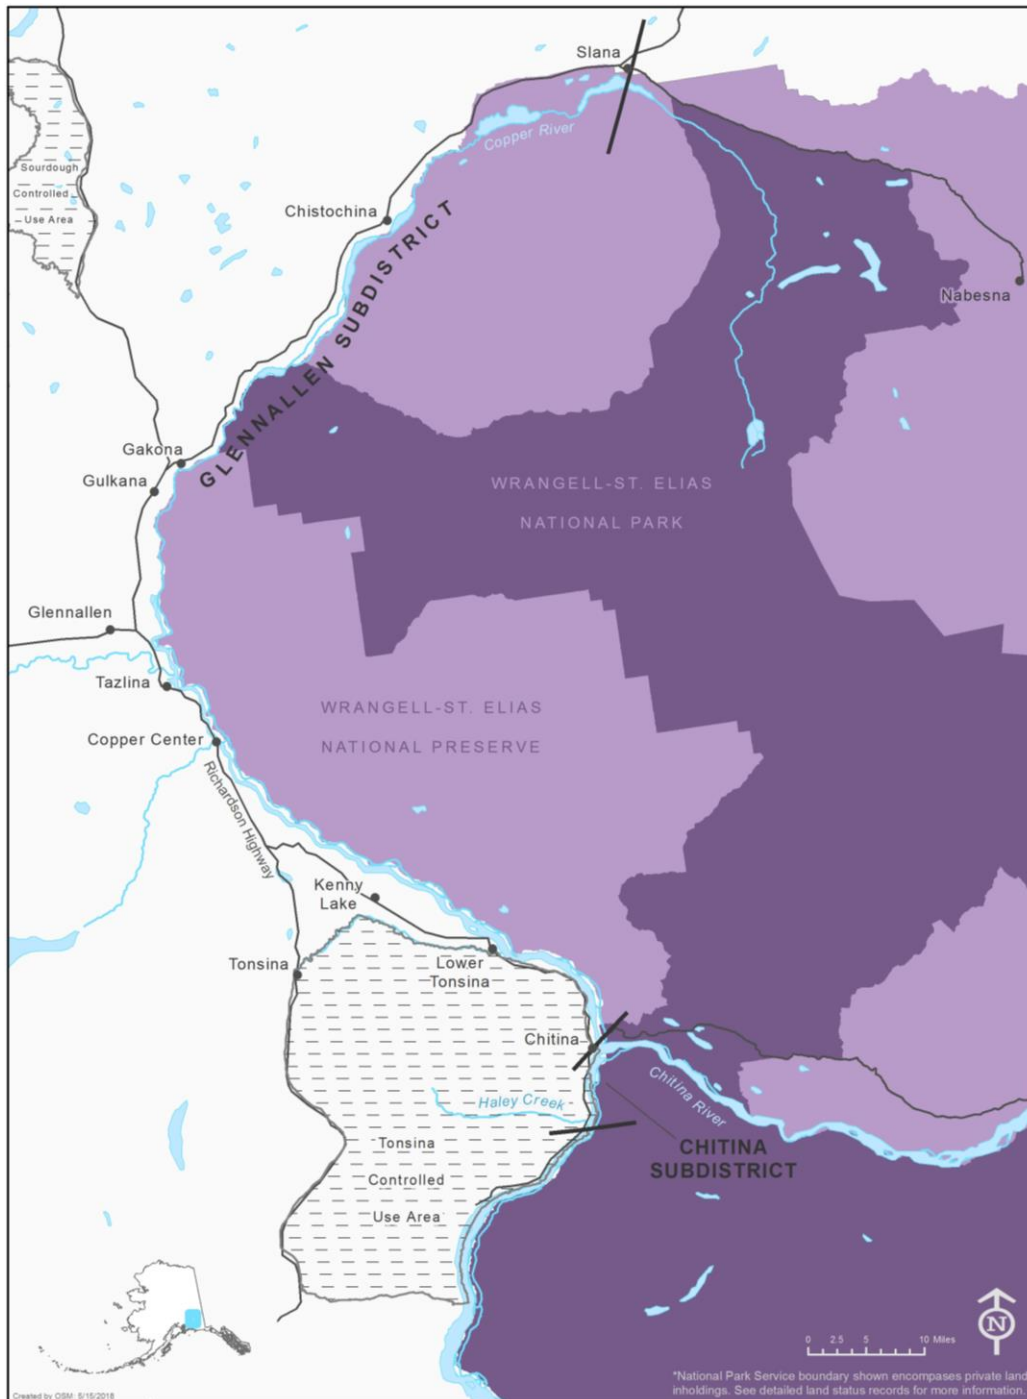 Slana
Copper River
Sourdough
Controlled
Use Area
Chistochina
GLENNALLEN SUBDISTRICT
Nabesna
Gakona
Gulkana
WRANGELL-ST. ELIAS
NATIONAL PARK
Glennallen
Tazlina
WRANGELL-ST. ELIAS
NATIONAL PRESERVE
Copper Center
Richardson Highway
Kenny
Lake
Tonsina
Lower
Tonsina
Chitina
Chitina River
Haley Creek
Tonsina
Controlled
Use Area
CHITINA
SUBDISTRICT
N
0 2.5 5 10 Miles
*National Park Service boundary shown encompasses private land
inholdings. See detailed land status records for more information.
Created by OSM: 5/15/2018